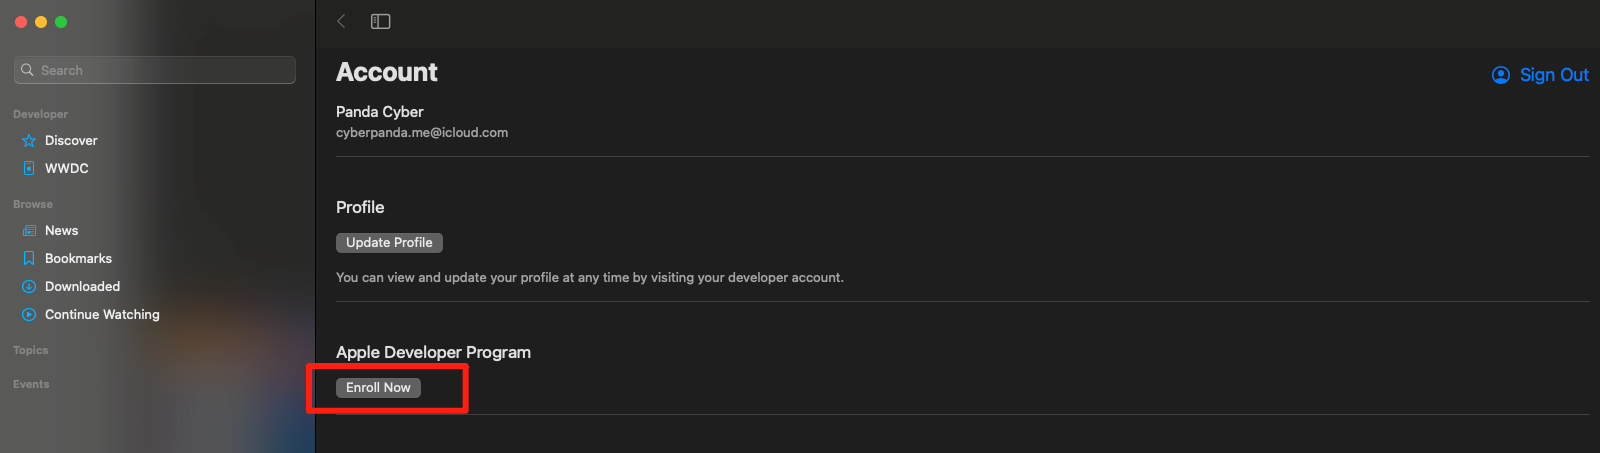 Search
Developer
Discover
WWDC
Browse
News
Bookmarks
Downloaded
Continue Watching
Topics
Events
Account
Sign Out
Panda Cyber
cyberpanda.me@icloud.com
Profile
Update Profile
You can view and update your profile at any time by visiting your developer account.
Apple Developer Program
Enroll Now